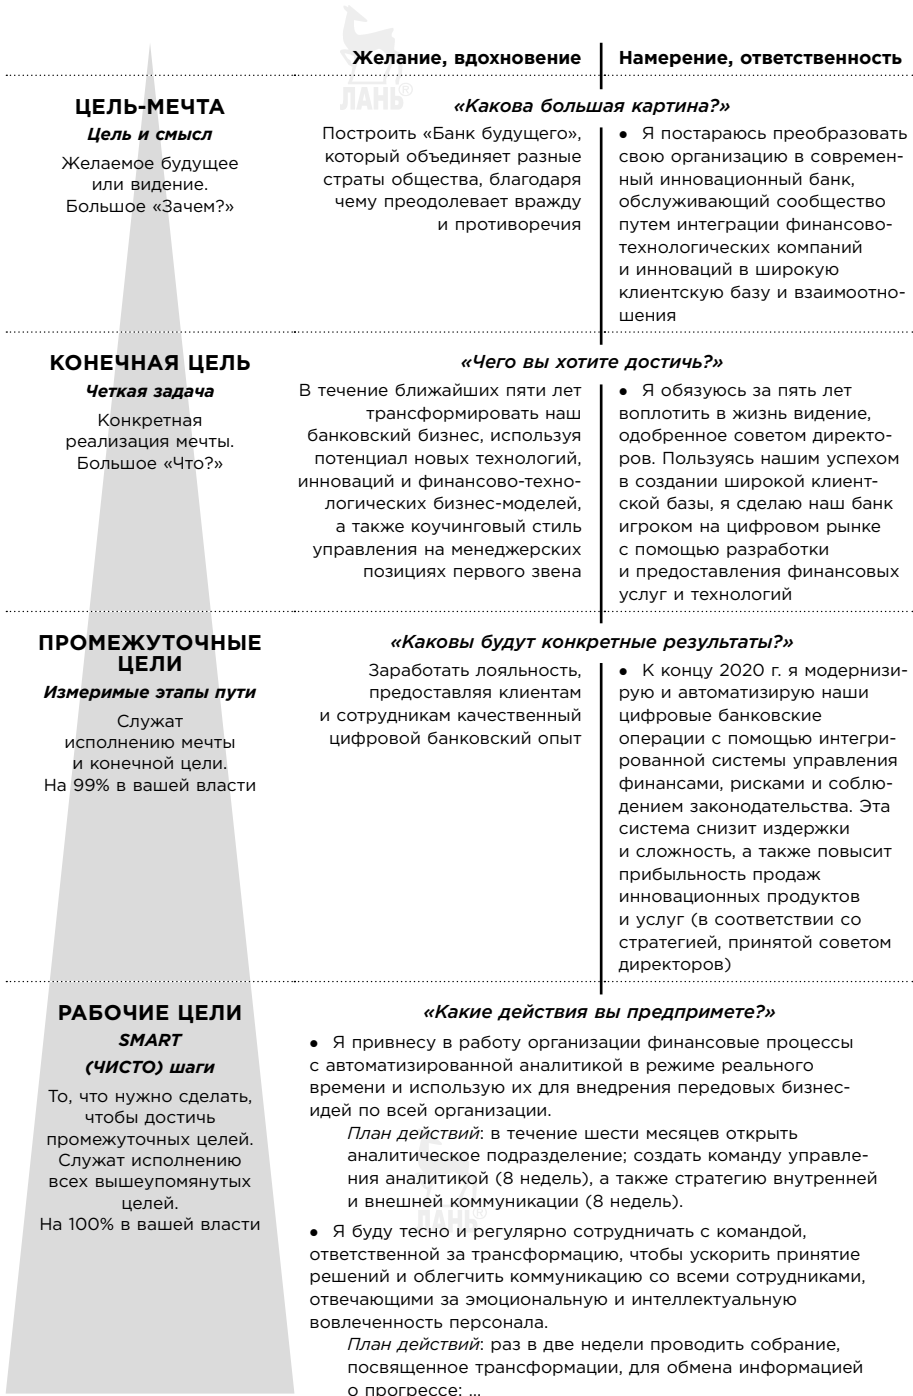 Желание, вдохновение
Намерение, ответственность
ЛАНЬ®
ЦЕЛЬ-МЕЧТА
Цель и смысл
Желаемое будущее
или видение.
Большое «Зачем?»
«Какова большая картина?»
Построить «Банк будущего»,
который объединяет разные
страты общества, благодаря
чему преодолевает вражду
и противоречия
● Я постараюсь преобразовать
свою организацию в современ-
ный инновационный банк,
обслуживающий сообщество
путем интеграции финансово-
технологических компаний
и инноваций в широкую
клиентскую базу и взаимоотно-
шения
КОНЕЧНАЯ ЦЕЛЬ
Четкая задача
Конкретная
реализация мечты.
Большое «Что?»
«Чего вы хотите достичь?»
В течение ближайших пяти лет
трансформировать наш
банковский бизнес, используя
потенциал новых технологий,
инноваций и финансово-техно-
логических бизнес-моделей,
а также коучинговый стиль
управления на менеджерских
позициях первого звена
● Я обязуюсь за пять лет
воплотить в жизнь видение,
одобренное советом директо-
ров. Пользуясь нашим успехом
в создании широкой клиент-
ской базы, я сделаю наш банк
игроком на цифровом рынке
с помощью разработки
и предоставления финансовых
услуг и технологий
ПРОМЕЖУТОЧНЫЕ
ЦЕЛИ
Измеримые этапы пути
Служат
исполнению мечты
и конечной цели.
На 99% в вашей власти
«Каковы будут конкретные результаты?»
Заработать лояльность,
предоставляя клиентам
и сотрудникам качественный
цифровой банковский опыт
● К концу 2020 г. я модернизи-
рую и автоматизирую наши
цифровые банковские
операции с помощью интегри-
рованной системы управления
финансами, рисками и соблю-
дением законодательства. Эта
система снизит издержки
и сложность, а также повысит
прибыльность продаж
инновационных продуктов
и услуг (в соответствии со
стратегией, принятой советом
директоров)
РАБОЧИЕ ЦЕЛИ
SMART
(ЧИСТО) шаги
То, что нужно сделать,
чтобы достичь
промежуточных целей.
Служат исполнению
всех вышеупомянутых
целей.
На 100% в вашей власти
«Какие действия вы предпримете?»
● Я привнесу в работу организации финансовые процессы
с автоматизированной аналитикой в режиме реального
времени и использую их для внедрения передовых бизнес-
идей по всей организации.
План действий: в течение шести месяцев открыть
аналитическое подразделение; создать команду управле-
ния аналитикой (8 недель), а также стратегию внутренней
и внешней коммуникации (8 недель).
ЛАНЬ®
● Я буду тесно и регулярно сотрудничать с командой,
ответственной за трансформацию, чтобы ускорить принятие
решений и облегчить коммуникацию со всеми сотрудниками,
отвечающими за эмоциональную и интеллектуальную
вовлеченность персонала.
План действий: раз в две недели проводить собрание,
посвященное трансформации, для обмена информацией
о прогрессе; ...